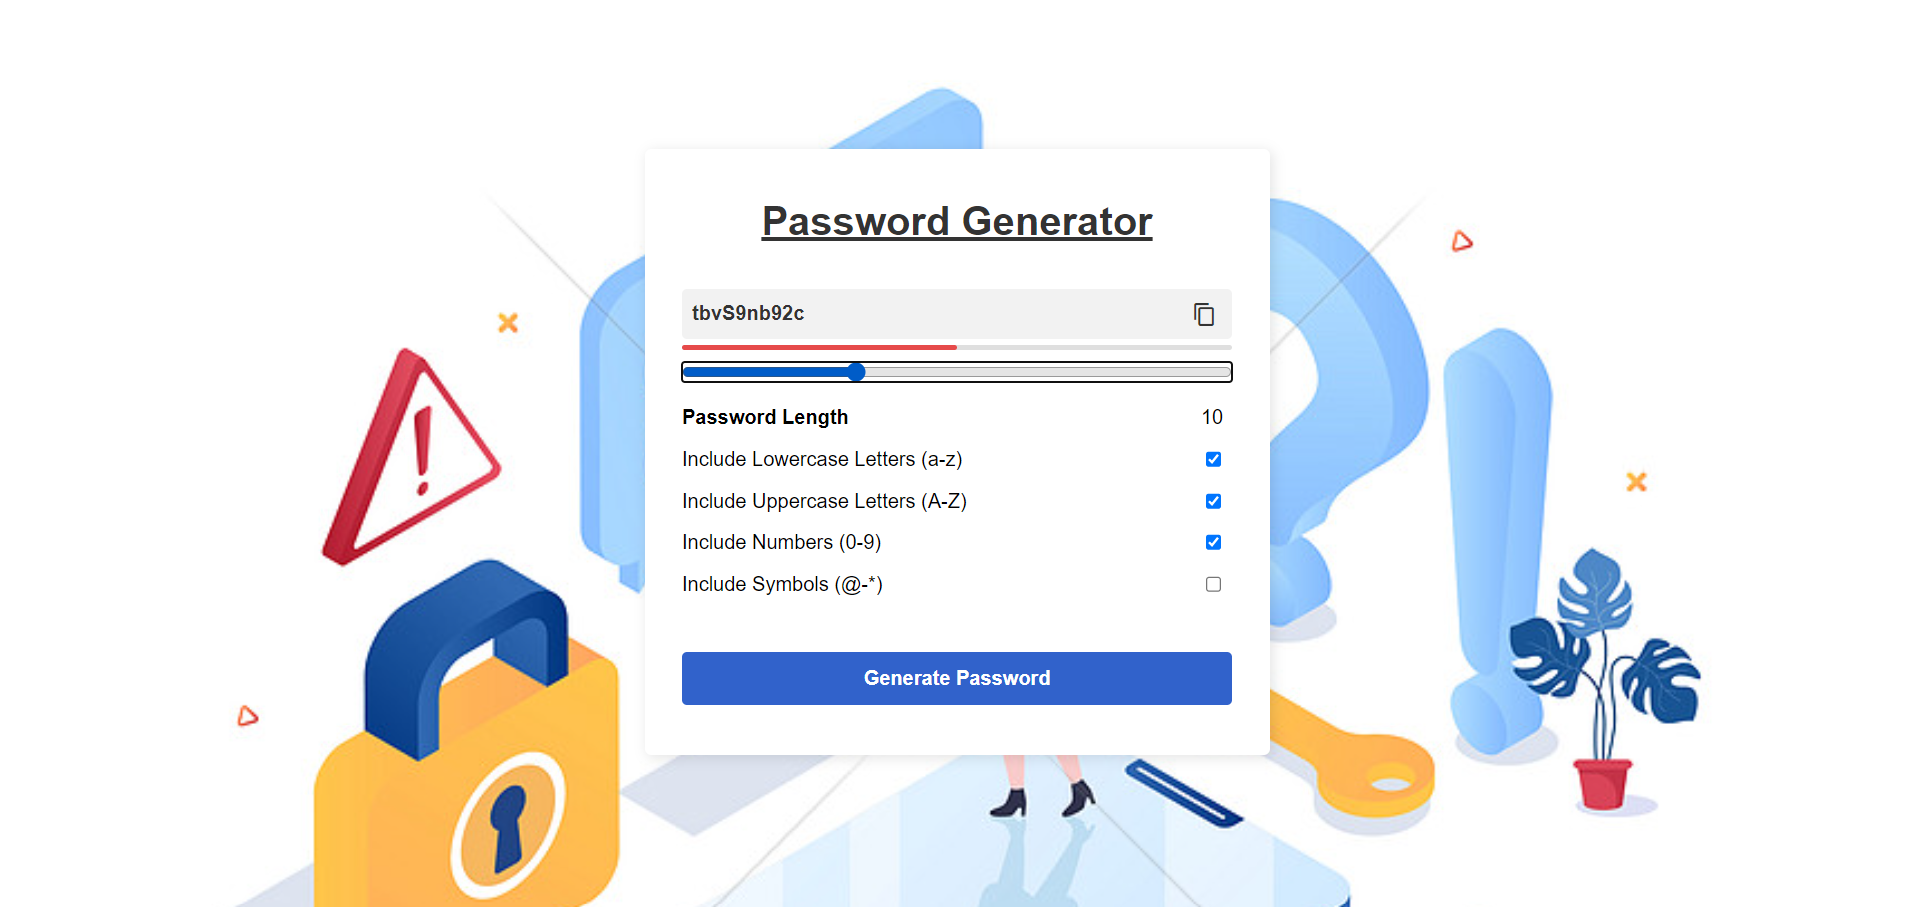 Password Generator
tbvS9nb92c
Password Length 10
Include Lowercase Letters (a-z)
Include Uppercase Letters (A-Z)
Include Numbers (0-9)
Include Symbols (@-*)
Generate Password